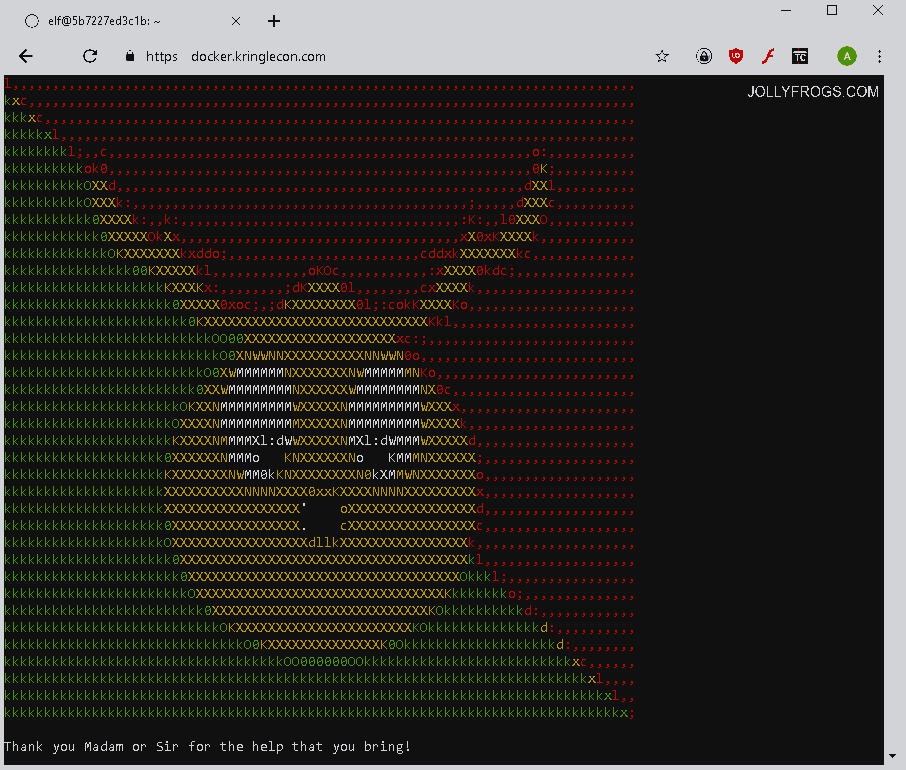 elf@5b7227ed3c1b: ~
https docker.kringlecon.com
TC
A
JOLLYFROGS.COM
Thank you Madam or Sir for the help that you bring!